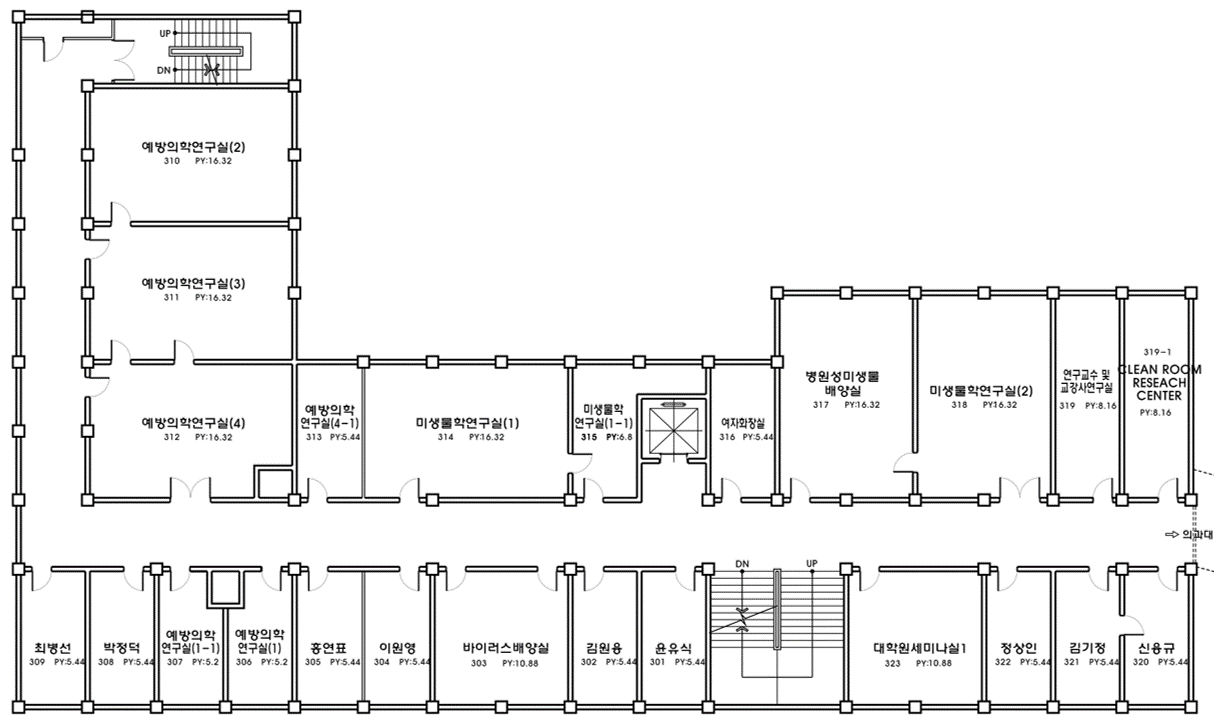 UP
DN
예방의학연구실(2)
310 PY:16.32
예방의학연구실(3)
311 PY:16.32
예방의학연구실(4)
312 PY:16.32
예방의학
연구실(4-1)
313 PY:5.44
미생물학연구실(1)
314 PY:16.32
미생물학
연구실(1-1)
315 PY:6.8
여자화장실
316 PY:5.44
병원성미생물
배양실
317 PY:16.32
미생물학연구실(2)
318 PY:16.32
연구교수 및
교강사연구실
319 PY:8.16
319-1
CLEAN ROOM
RESEACH
CENTER
PY:8.16
⇨ 의과대
최병선
309 PY:5.44
박정덕
308 PY:5.44
예방의학
연구실(1-1)
307 PY:5.2
예방의학
연구실(1)
306 PY:5.2
홍연표
305 PY:5.44
이원영
304 PY:5.44
바이러스배양실
303 PY:10.88
김원용
302 PY:5.44
윤유식
301 PY:5.44
DN UP
대학원세미나실1
323 PY:10.88
정상인
322 PY:5.44
김기정
321 PY:5.44
신용규
320 PY:5.44